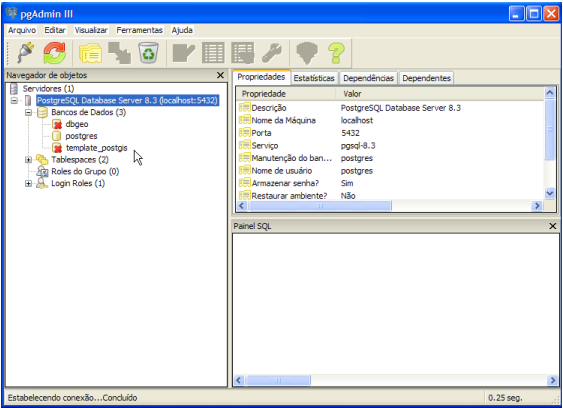 pgAdmin III
Arquivo Editar Visualizar Ferramentas Ajuda
Navegador de objetos
Servidores (1)
PostgreSQL Database Server 8.3 (localhost:5432)
Bancos de Dados (3)
dbgeo
postgres
template_postgis
Tablespaces (2)
Roles do Grupo (0)
Login Roles (1)
Propriedades Estatísticas Dependências Dependentes
Propriedade Valor
Descrição PostgreSQL Database Server 8.3
Nome da Máquina localhost
Porta 5432
Serviço pgsql-8.3
Manutenção do ban... postgres
Nome de usuário postgres
Armazenar senha? Sim
Restaurar ambiente? Não
Painel SQL
Estabelecendo conexão...Concluído 0.25 seg.